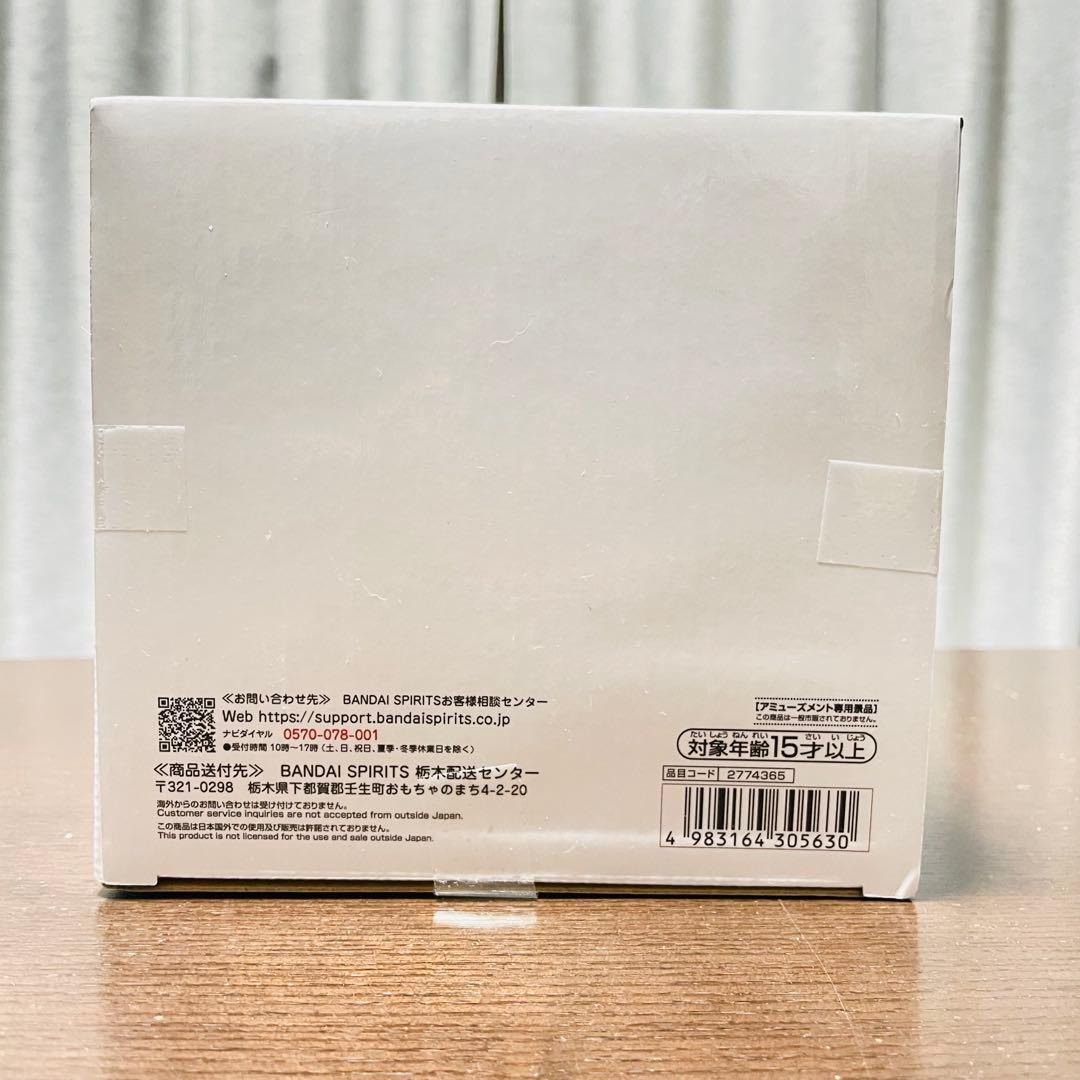 ≪お問い合わせ先≫ BANDAI SPIRITSお客様相談センター
Web https://support.bandaispirits.co.jp
ナビダイヤル 0570-078-001
●受付時間 10時～17時（土、日、祝日、夏季・冬季休業日を除く）
≪商品送付先≫ BANDAI SPIRITS 栃木配送センター
〒321-0298 栃木県下都賀郡壬生町おもちゃのまち4-2-20
海外からのお問い合わせは受け付けておりません。
Customer service inquiries are not accepted from outside Japan.
この商品は日本国外での使用及び販売は許諾されておりません。
This product is not licensed for the use and sale outside Japan.
【アミューズメント専用景品】
この商品は一般市販されておりません。
たいしょうねんれい さいいじょう
対象年齢15才以上
品目コード 2774365
4 983164 305630